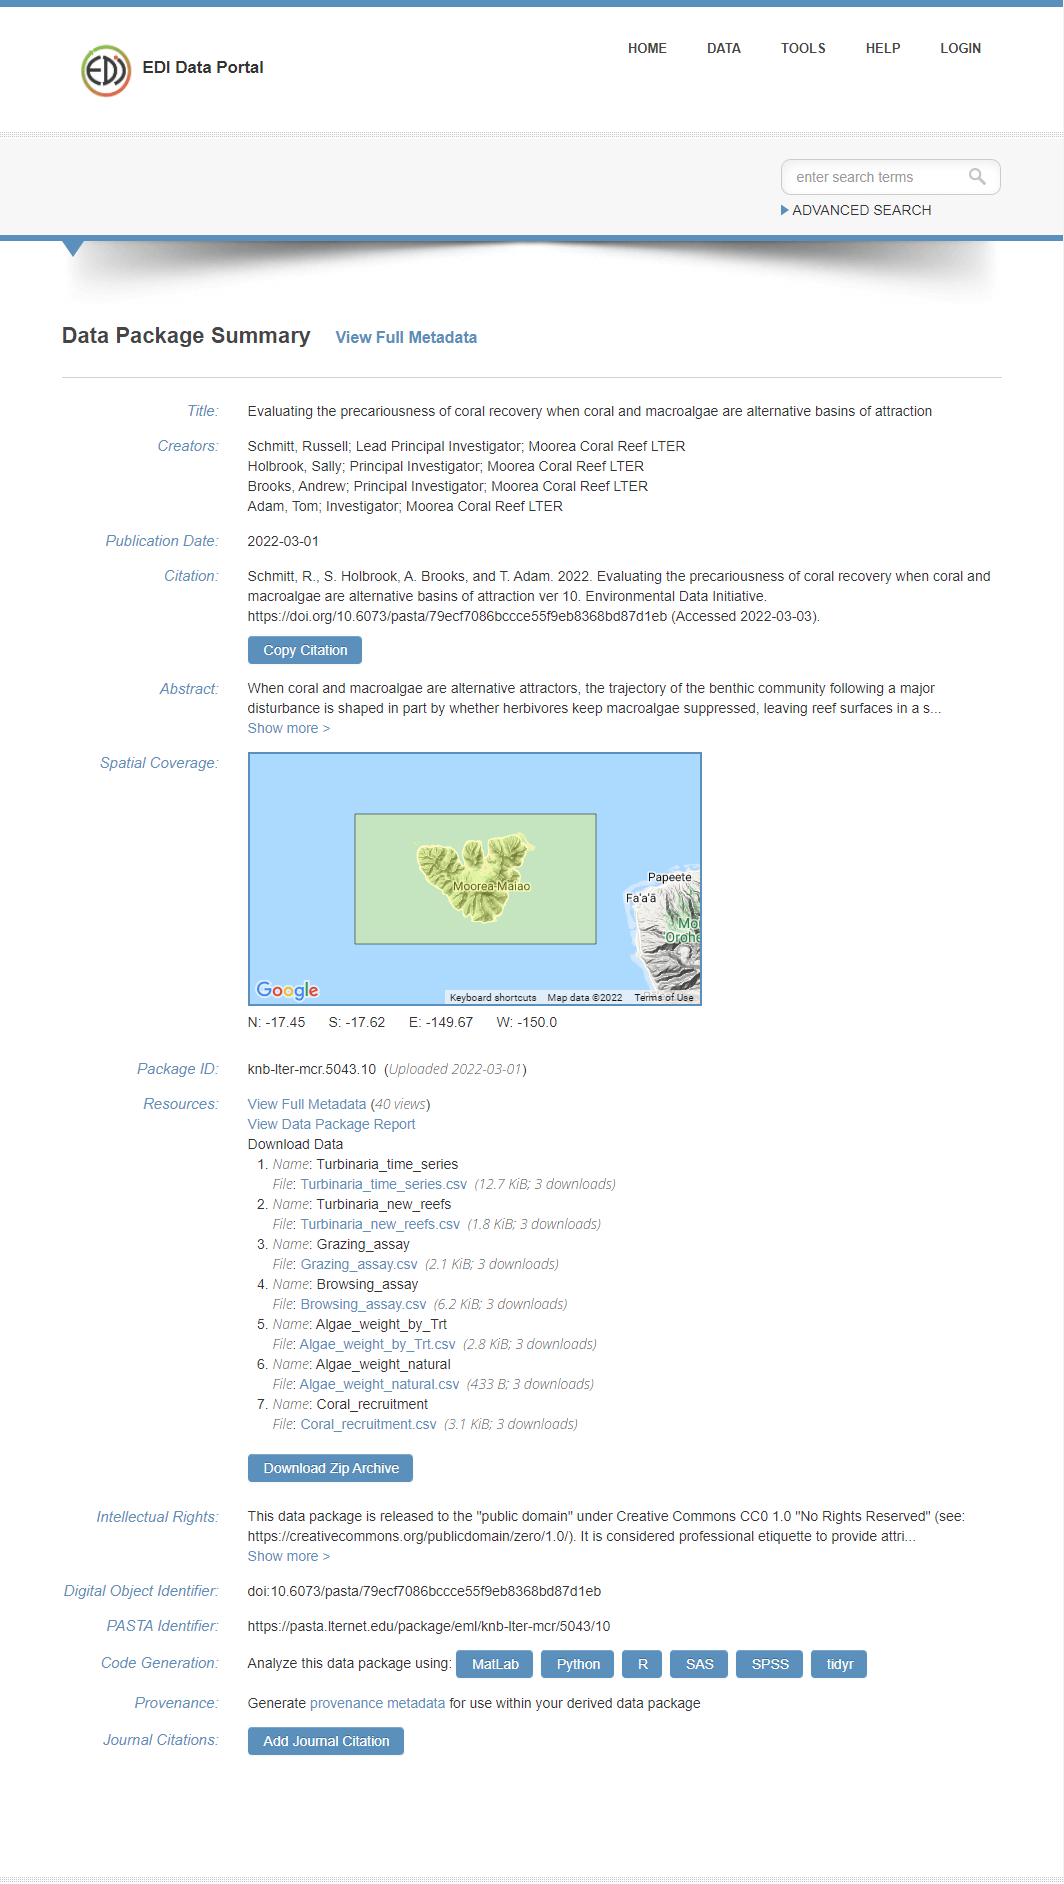 EDI
EDI Data Portal
HOME DATA TOOLS HELP LOGIN
enter search terms
ADVANCED SEARCH
Data Package Summary View Full Metadata
Title: Evaluating the precariousness of coral recovery when coral and macroalgae are alternative basins of attraction
Creators: Schmitt, Russell; Lead Principal Investigator; Moorea Coral Reef LTER
Holbrook, Sally; Principal Investigator; Moorea Coral Reef LTER
Brooks, Andrew; Principal Investigator; Moorea Coral Reef LTER
Adam, Tom; Investigator; Moorea Coral Reef LTER
Publication Date: 2022-03-01
Citation: Schmitt, R., S. Holbrook, A. Brooks, and T. Adam. 2022. Evaluating the precariousness of coral recovery when coral and
macroalgae are alternative basins of attraction ver 10. Environmental Data Initiative.
https://doi.org/10.6073/pasta/79ecf7086bccce55f9eb8368bd87d1eb (Accessed 2022-03-03).
Copy Citation
Abstract: When coral and macroalgae are alternative attractors, the trajectory of the benthic community following a major
disturbance is shaped in part by whether herbivores keep macroalgae suppressed, leaving reef surfaces in a s...
Show more >
Spatial Coverage:
Papeete
Moorea-Maiao
Fa'a'ā
Mo
'Orohe
Google
Keyboard shortcuts Map data ©2022 Terms of Use
N: -17.45 S: -17.62 E: -149.67 W: -150.0
Package ID: knb-lter-mcr.5043.10 (Uploaded 2022-03-01)
Resources: View Full Metadata (40 views)
View Data Package Report
Download Data
1. Name: Turbinaria_time_series
File: Turbinaria_time_series.csv (12.7 KiB; 3 downloads)
2. Name: Turbinaria_new_reefs
File: Turbinaria_new_reefs.csv (1.8 KiB; 3 downloads)
3. Name: Grazing_assay
File: Grazing_assay.csv (2.1 KiB; 3 downloads)
4. Name: Browsing_assay
File: Browsing_assay.csv (6.2 KiB; 3 downloads)
5. Name: Algae_weight_by_Trt
File: Algae_weight_by_Trt.csv (2.8 KiB; 3 downloads)
6. Name: Algae_weight_natural
File: Algae_weight_natural.csv (433 B; 3 downloads)
7. Name: Coral_recruitment
File: Coral_recruitment.csv (3.1 KiB; 3 downloads)
Download Zip Archive
Intellectual Rights: This data package is released to the "public domain" under Creative Commons CC0 1.0 "No Rights Reserved" (see:
https://creativecommons.org/publicdomain/zero/1.0/). It is considered professional etiquette to provide attri...
Show more >
Digital Object Identifier: doi:10.6073/pasta/79ecf7086bccce55f9eb8368bd87d1eb
PASTA Identifier: https://pasta.lternet.edu/package/eml/knb-lter-mcr/5043/10
Code Generation: Analyze this data package using: MatLab Python R SAS SPSS tidyr
Provenance: Generate provenance metadata for use within your derived data package
Journal Citations: Add Journal Citation